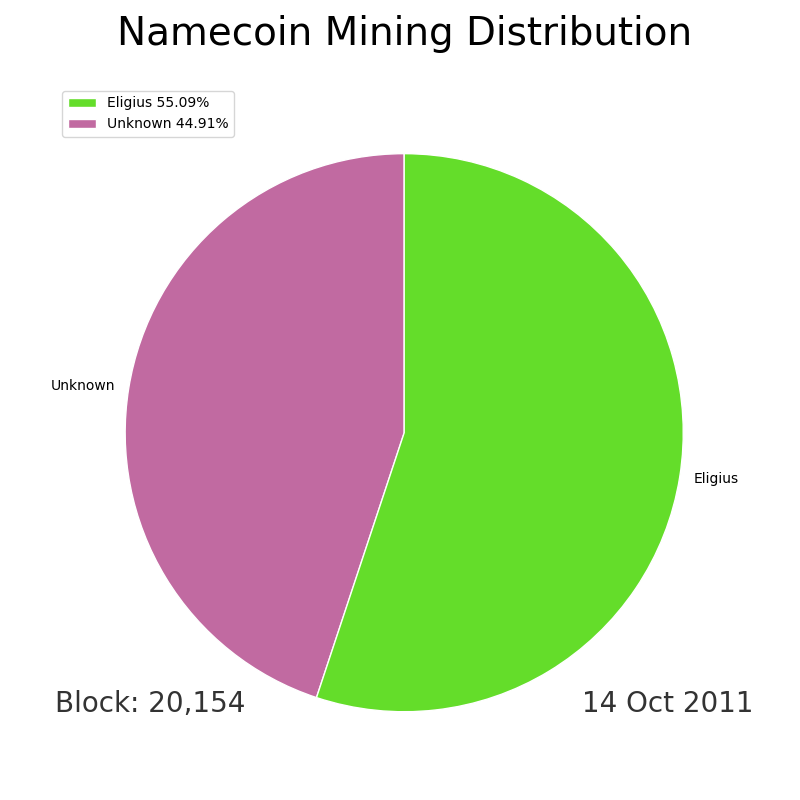 Namecoin Mining Distribution
Eligius 55.09%
Unknown 44.91%
Unknown
Eligius
Block: 20,154
14 Oct 2011